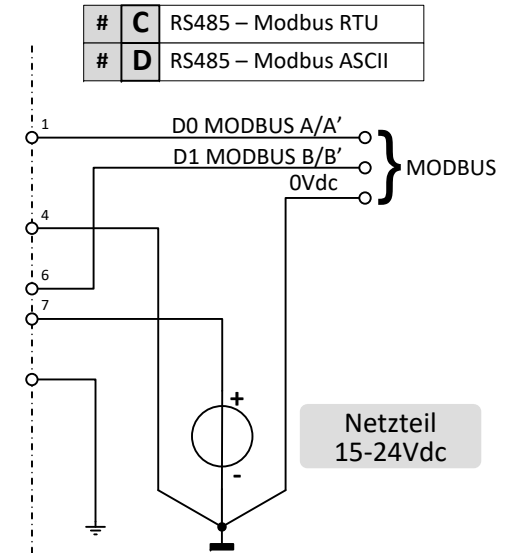 # C RS485 – Modbus RTU
# D RS485 – Modbus ASCII
1 D0 MODBUS A/A’
D1 MODBUS B/B’
MODBUS
0Vdc
4
6
7
+
Netzteil
15-24Vdc
-